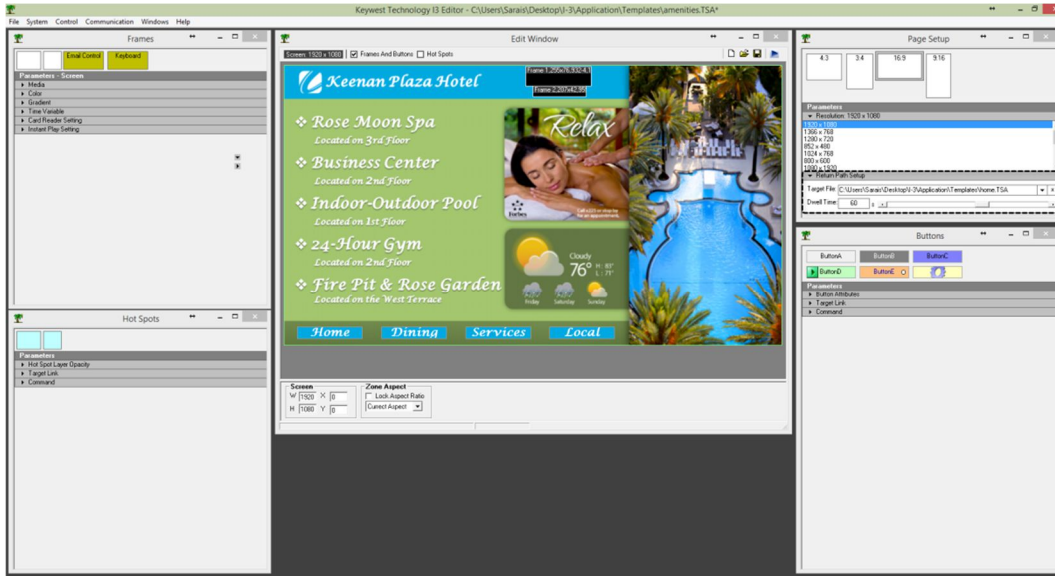 Keywest Technology I3 Editor - C:\Users\Sarais\Desktop\I-3\Application\Templates\amenities.TSA*
File System Control Communication Windows Help
Frames
Email Control Keyboard
Parameters - Screen
Media
Color
Gradient
Time Variable
Card Reader Setting
Instant Play Setting
Hot Spots
Parameters
Hot Spot Layer Opacity
Target Link
Command
Edit Window
Screen: 1920 x 1080 Frames And Buttons Hot Spots
Keenan Plaza Hotel
Rose Moon Spa
Located on 3rd Floor
Business Center
Located on 2nd Floor
Indoor-Outdoor Pool
Located on 1st Floor
24-Hour Gym
Located on 2nd Floor
Fire Pit & Rose Garden
Located on the West Terrace
Relax
Forbes
Cloudy
76° H: 83°
L: 71°
Friday Saturday Sunday
Home Dining Services Local
Screen
W 1920 X 0
H 1080 Y 0
Zone Aspect
Lock Aspect Ratio
Current Aspect
Page Setup
4:3 3:4 16:9 9:16
Parameters
Resolution: 1920 x 1080
1920 x 1080
1366 x 768
1280 x 720
852 x 480
1024 x 768
800 x 600
1080 x 1920
Return Path Setup
Target File: C:\Users\Sarais\Desktop\I-3\Application\Templates\home.TSA
Dwell Time: 60 s
Buttons
ButtonA ButtonB ButtonC
ButtonD ButtonE
Parameters
Button Attributes
Target Link
Command